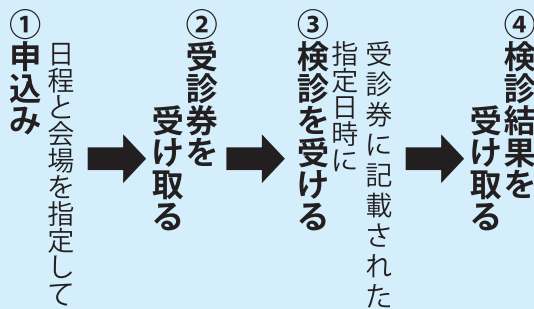 ①
日程と会場を指定して
申込み
②
受診券を
受け取る
③
受診券に記載された
指定日時に
検診を受ける
④
検診結果を
受け取る